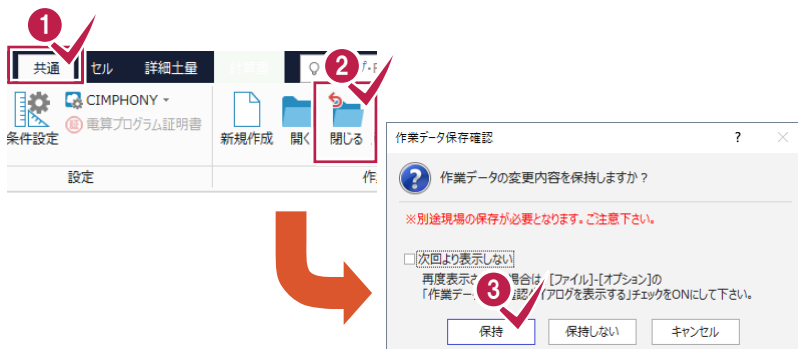 1
共通 セル 詳細土量
2
条件設定
CIMPHONY
証 電算プログラム証明書
新規作成 開く 閉じる
設定
作
作業データ保存確認 ? ×
? 作業データの変更内容を保持しますか？
※別途現場の保存が必要となります。ご注意下さい。
次回より表示しない
再度表示 場合は、[ファイル]-[オプション]の
「作業デー 確認ダイアログを表示する」チェックをONにして下さい。
3
保持 保持しない キャンセル